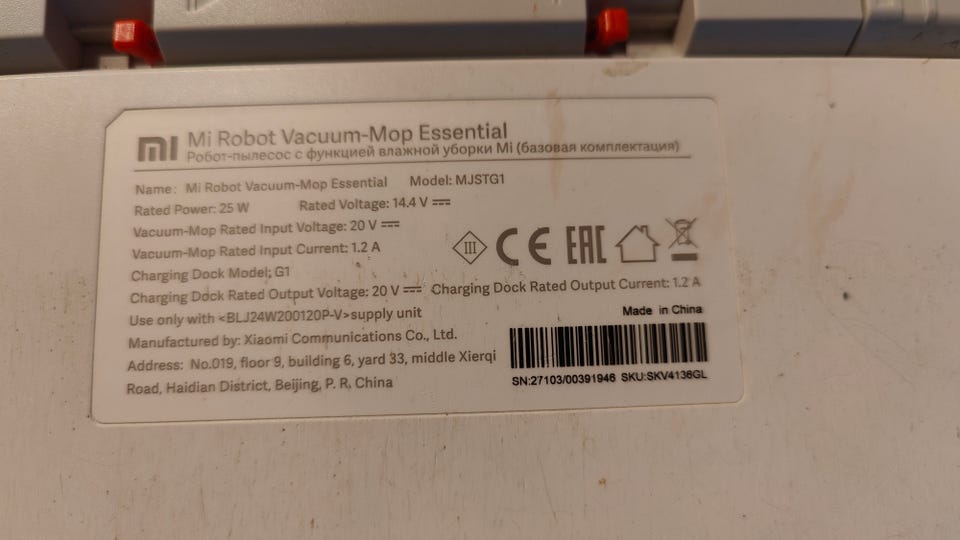 MI Mi Robot Vacuum-Mop Essential
Робот-пылесос с функцией влажной уборки Mi (базовая комплектация)
Name: Mi Robot Vacuum-Mop Essential Model: MJSTG1
Rated Power: 25 W Rated Voltage: 14.4 V ⎓
Vacuum-Mop Rated Input Voltage: 20 V ⎓
Vacuum-Mop Rated Input Current: 1.2 A
III CE EAC
Charging Dock Model: G1
Charging Dock Rated Output Voltage: 20 V ⎓ Charging Dock Rated Output Current: 1.2 A
Use only with <BLJ24W200120P-V>supply unit
Made in China
Manufactured by: Xiaomi Communications Co., Ltd.
Address: No.019, floor 9, building 6, yard 33, middle Xierqi
Road, Haidian District, Beijing, P. R, China
SN:27103/00391946 SKU:SKV4136GL